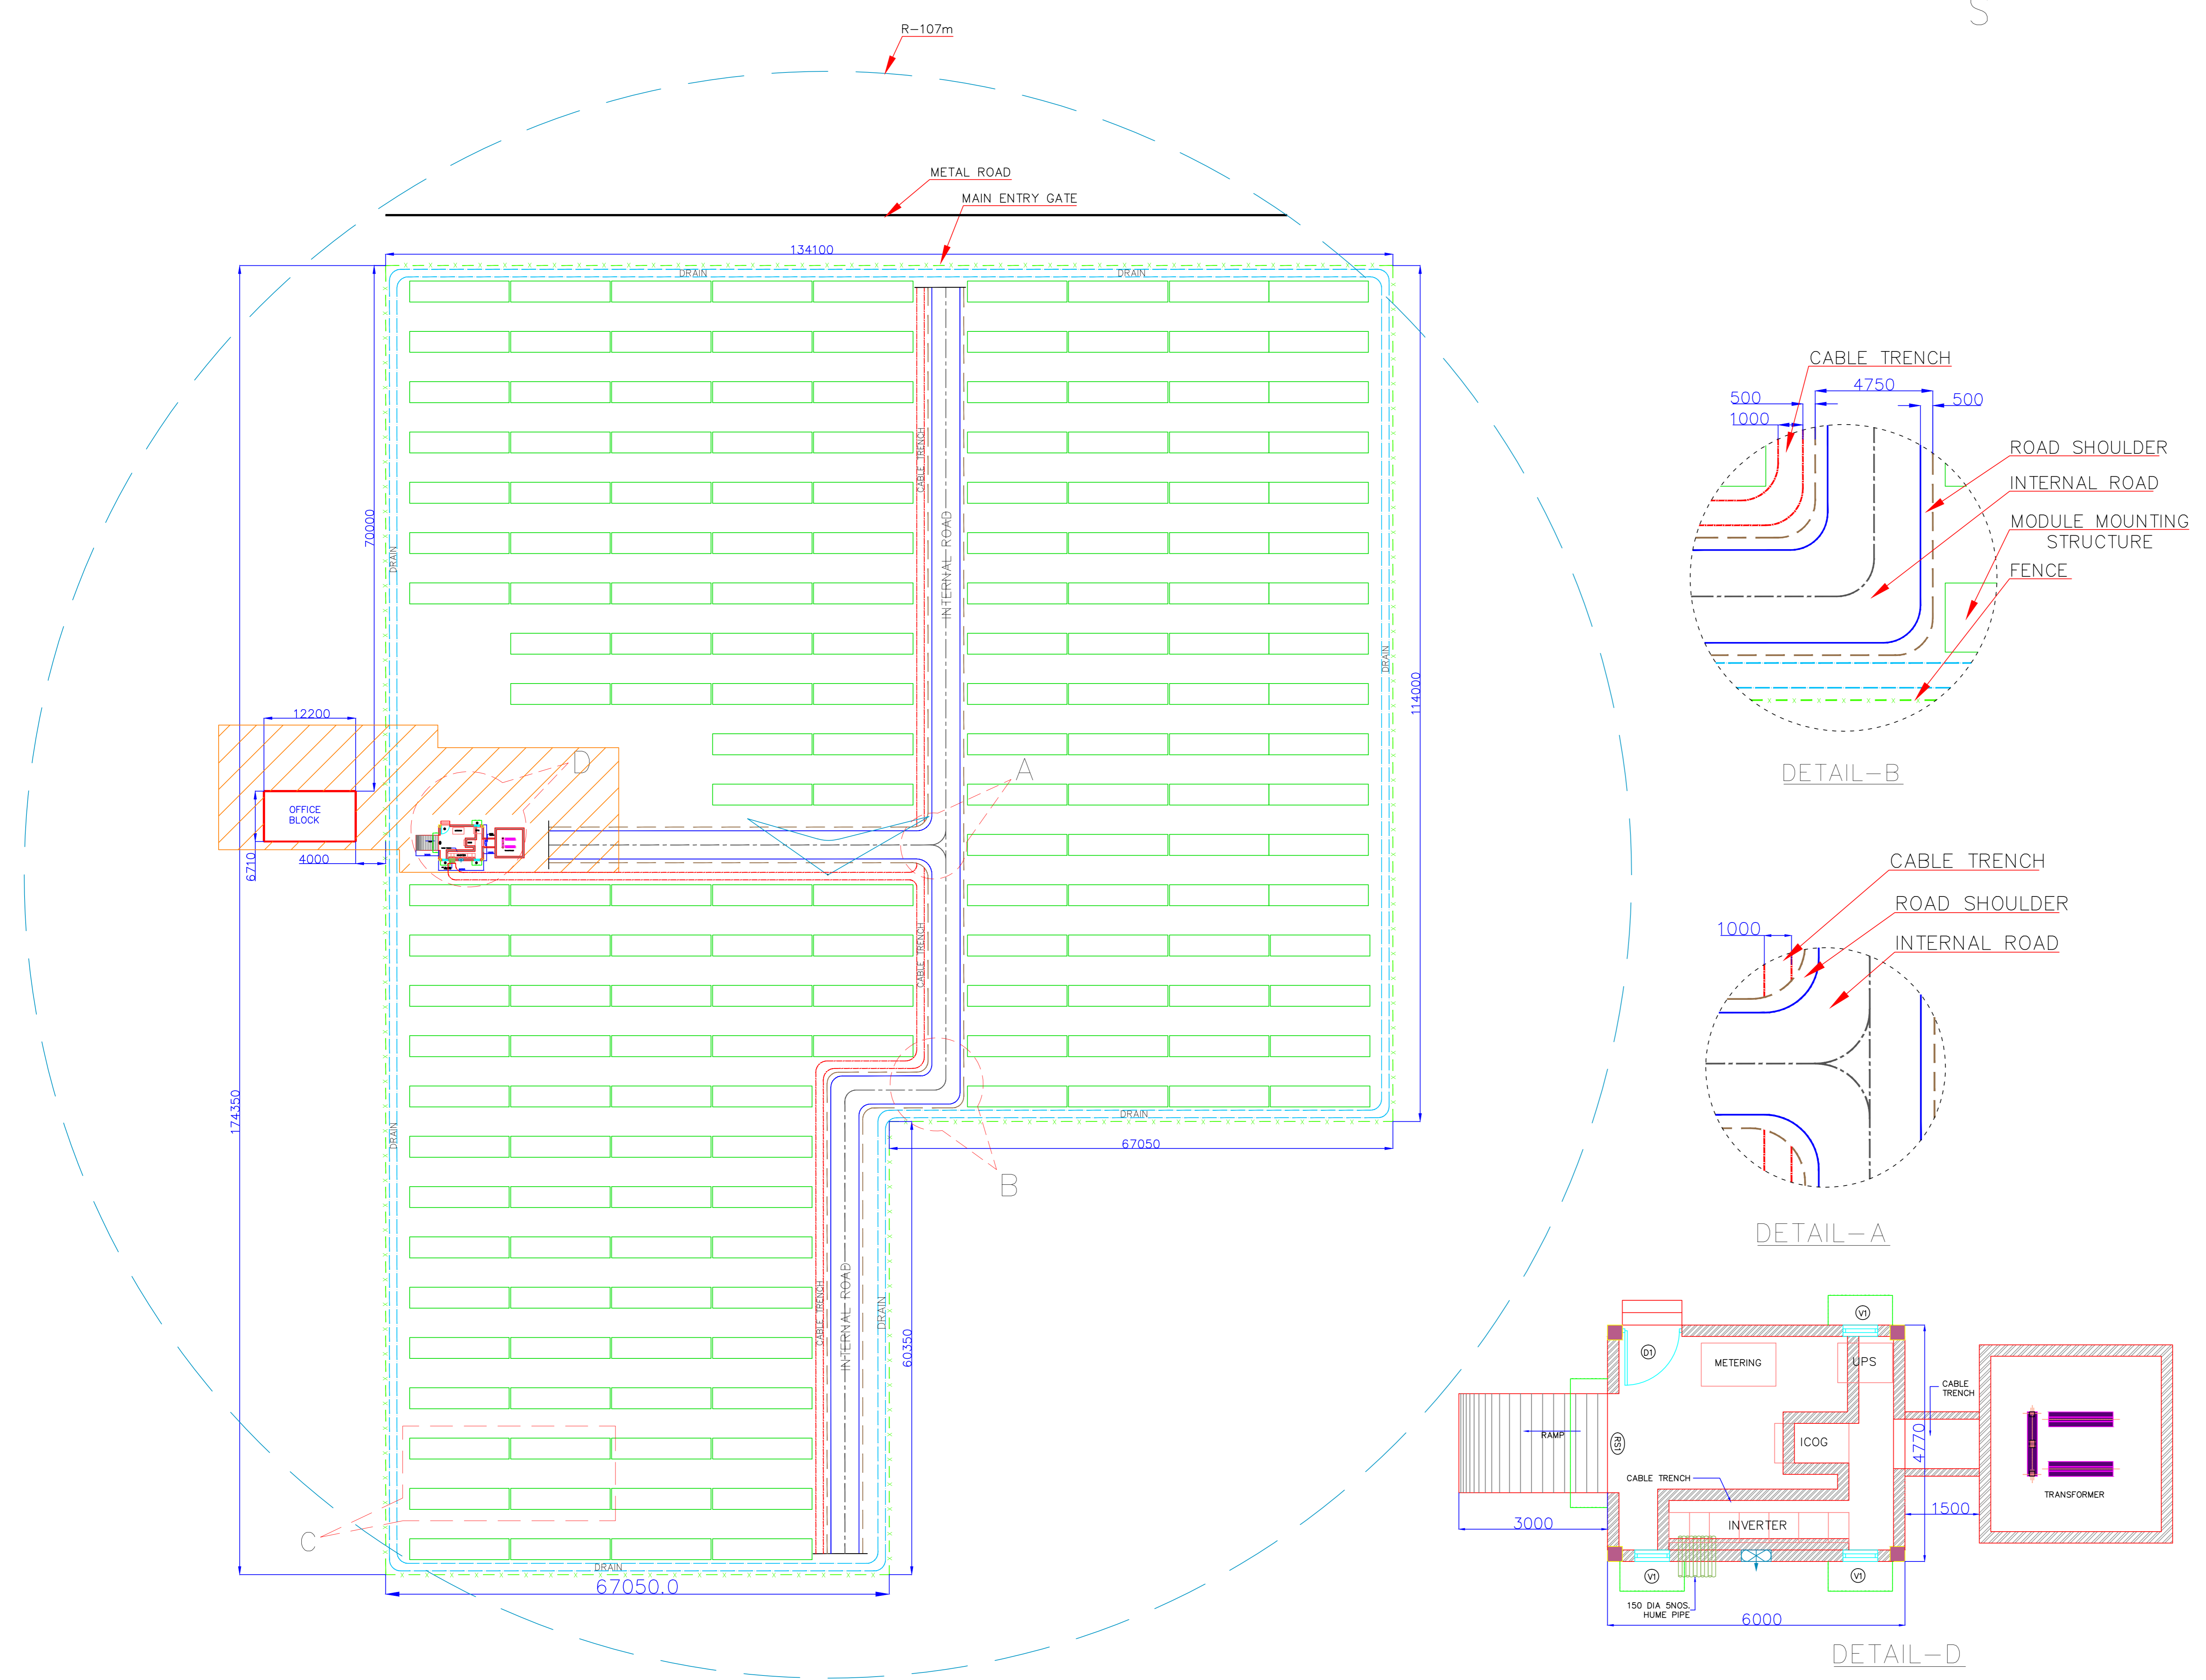 S
R-107m
METAL ROAD
MAIN ENTRY GATE
134100
DRAIN
DRAIN
CABLE TRENCH
INTERNAL ROAD
70000
DRAIN
DRAIN
114000
12200
D
A
OFFICE
BLOCK
4000
6710
CABLE TRENCH
174350
DRAIN
DRAIN
67050
B
CABLE TRENCH
INTERNAL ROAD
DRAIN
60350
C
DRAIN
67050.0
CABLE TRENCH
4750
500
500
1000
ROAD SHOULDER
INTERNAL ROAD
MODULE MOUNTING
STRUCTURE
FENCE
DETAIL-B
CABLE TRENCH
ROAD SHOULDER
1000
INTERNAL ROAD
DETAIL-A
V1
D1
METERING
UPS
CABLE
TRENCH
RAMP
RS1
ICOG
4770
CABLE TRENCH
TRANSFORMER
3000
INVERTER
1500
V1
V1
150 DIA 5NOS.
HUME PIPE
6000
DETAIL-D